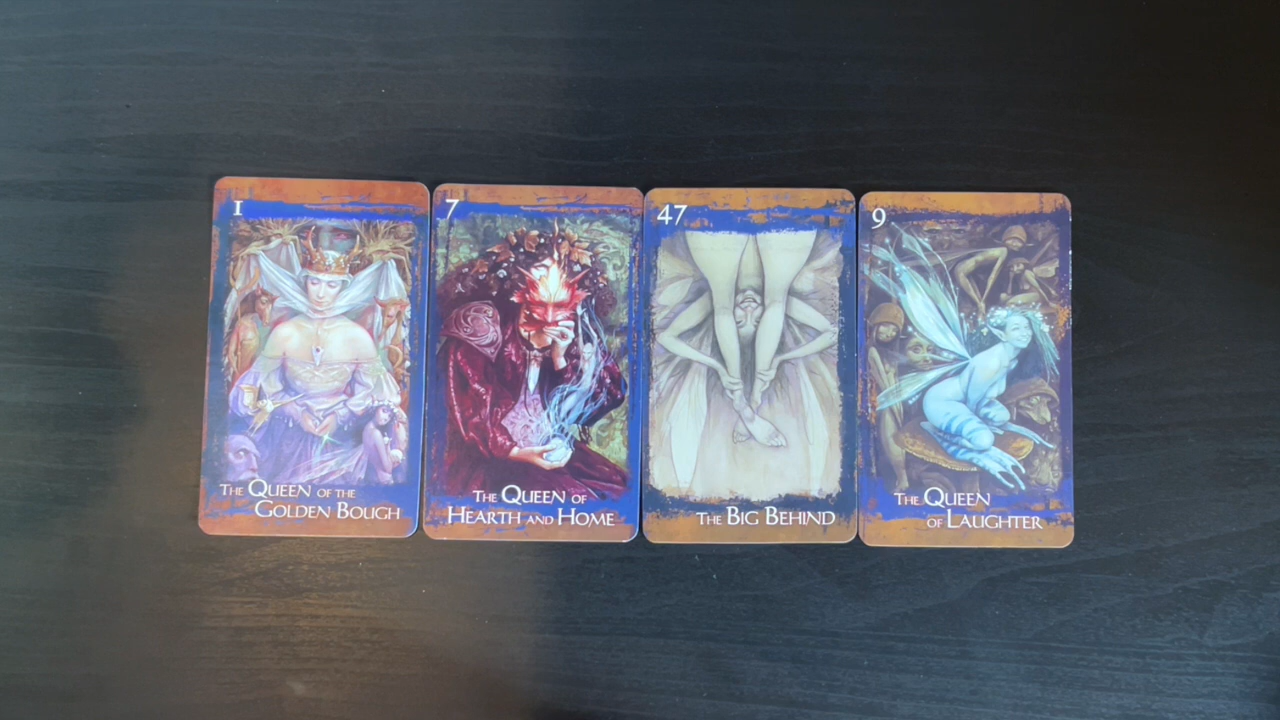 I
THE QUEEN OF THE
GOLDEN BOUGH
7
THE QUEEN OF
HEARTH AND HOME
47
THE BIG BEHIND
9
THE QUEEN
OF LAUGHTER